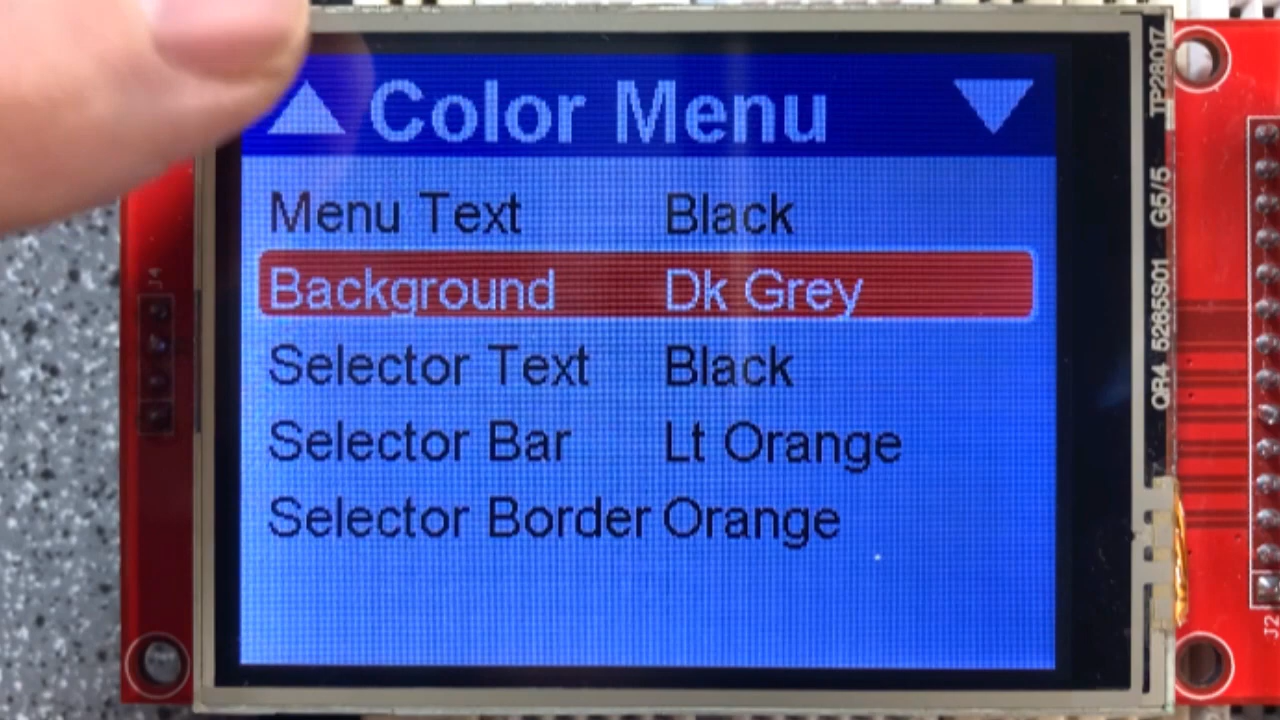 Color Menu
Menu Text Black
Background Dk Grey
Selector Text Black
Selector Bar Lt Orange
Selector Border Orange
TP28017
QR4 5265S01 G5/5
J4
J2